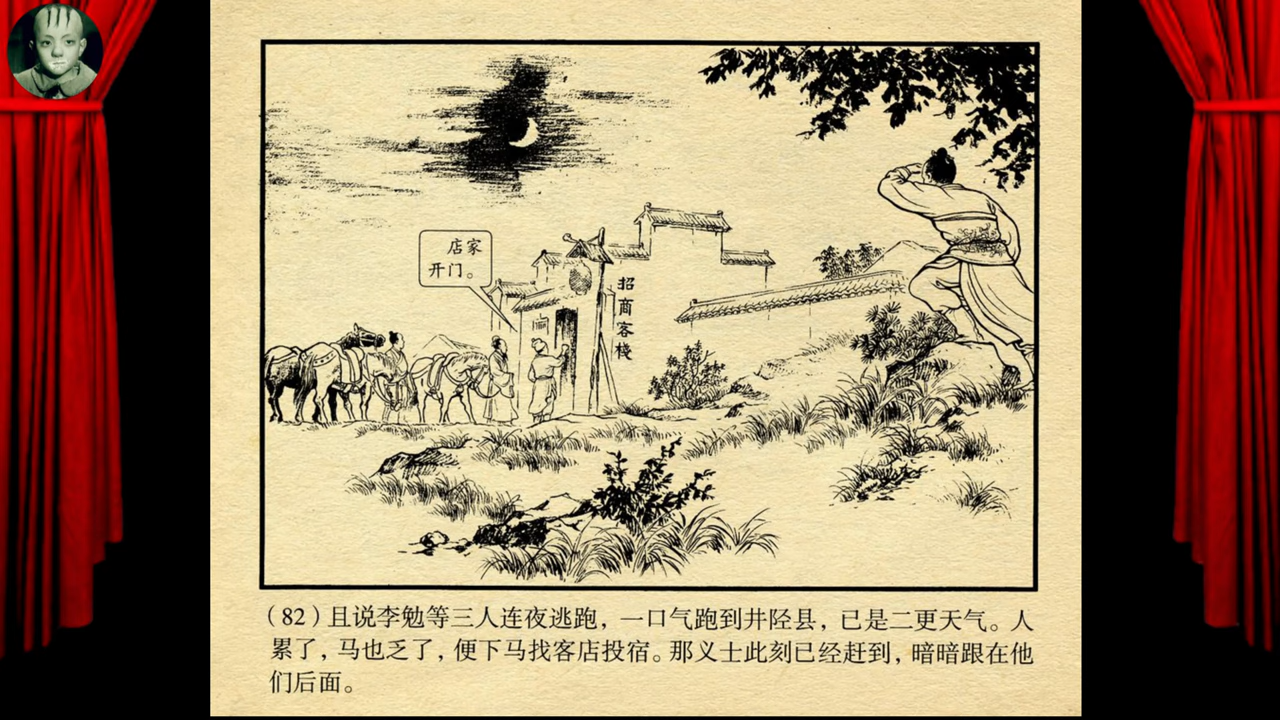 店家
开门。
招商客栈
（82）且说李勉等三人连夜逃跑，一口气跑到井陉县，已是二更天气。人
累了，马也乏了，便下马找客店投宿。那义士此刻已经赶到，暗暗跟在他
们后面。